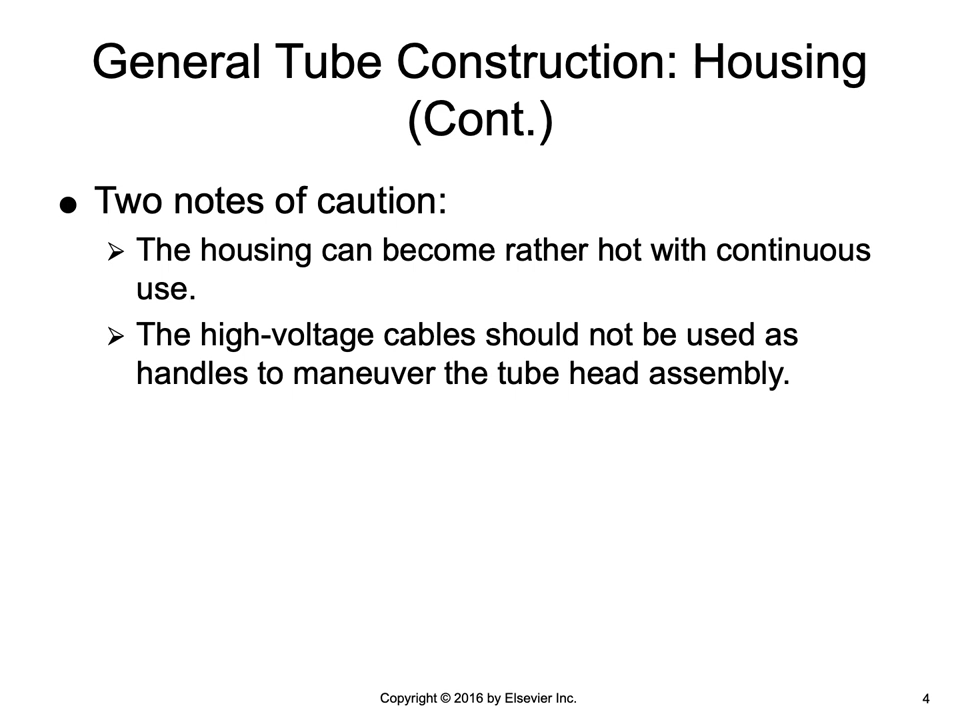 General Tube Construction: Housing
(Cont.)
● Two notes of caution:
➢ The housing can become rather hot with continuous
use.
➢ The high-voltage cables should not be used as
handles to maneuver the tube head assembly.
Copyright © 2016 by Elsevier Inc.
4